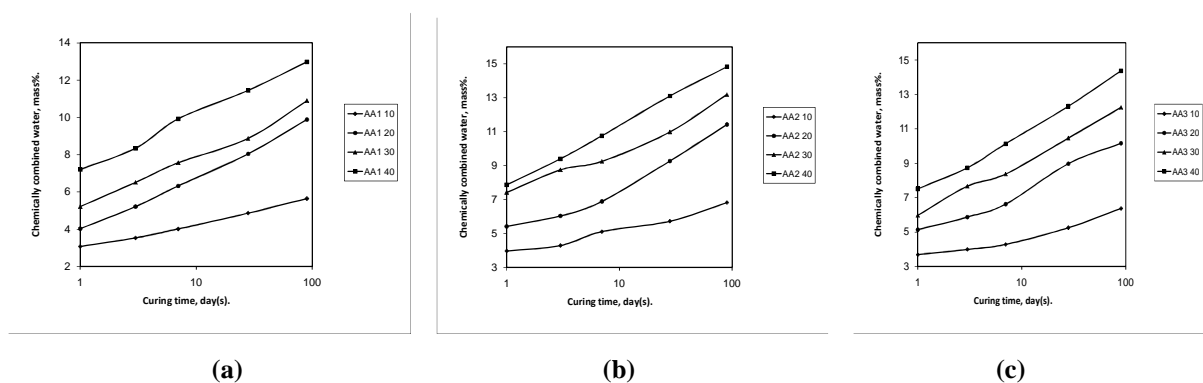 14
12
10
8
6
4
2
1
10
100
Chemically combined water, mass%.
Curing time, day(s).
AA1 10
AA1 20
AA1 30
AA1 40
(a)
15
13
11
9
7
5
3
1
10
100
Chemically combined water, mass%.
Curing time, day(s).
AA2 10
AA2 20
AA2 30
AA2 40
(b)
15
13
11
9
7
5
3
1
10
100
Chemically combined water, mass%.
Curing time, day(s).
AA3 10
AA3 20
AA3 30
AA3 40
(c)